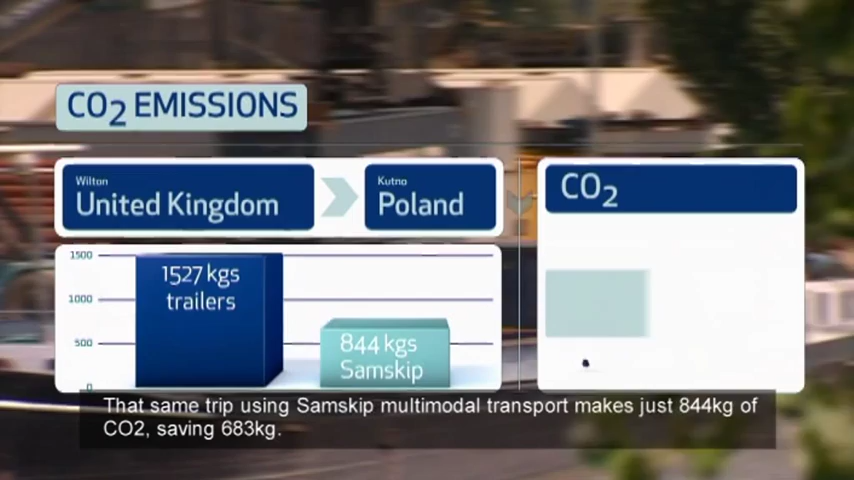 CO2 EMISSIONS
Wilton
United Kingdom
Kutno
Poland
CO2
1500
1000
500
0
1527 kgs
trailers
844 kgs
Samskip
That same trip using Samskip multimodal transport makes just 844kg of
CO2, saving 683kg.